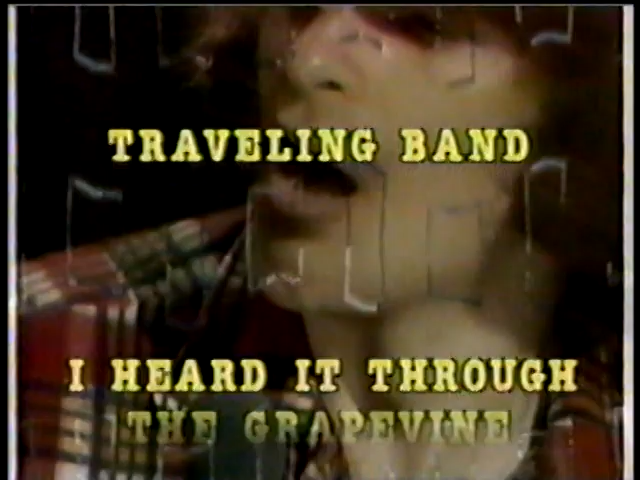 TRAVELING BAND
I HEARD IT THROUGH
THE GRAPEVINE